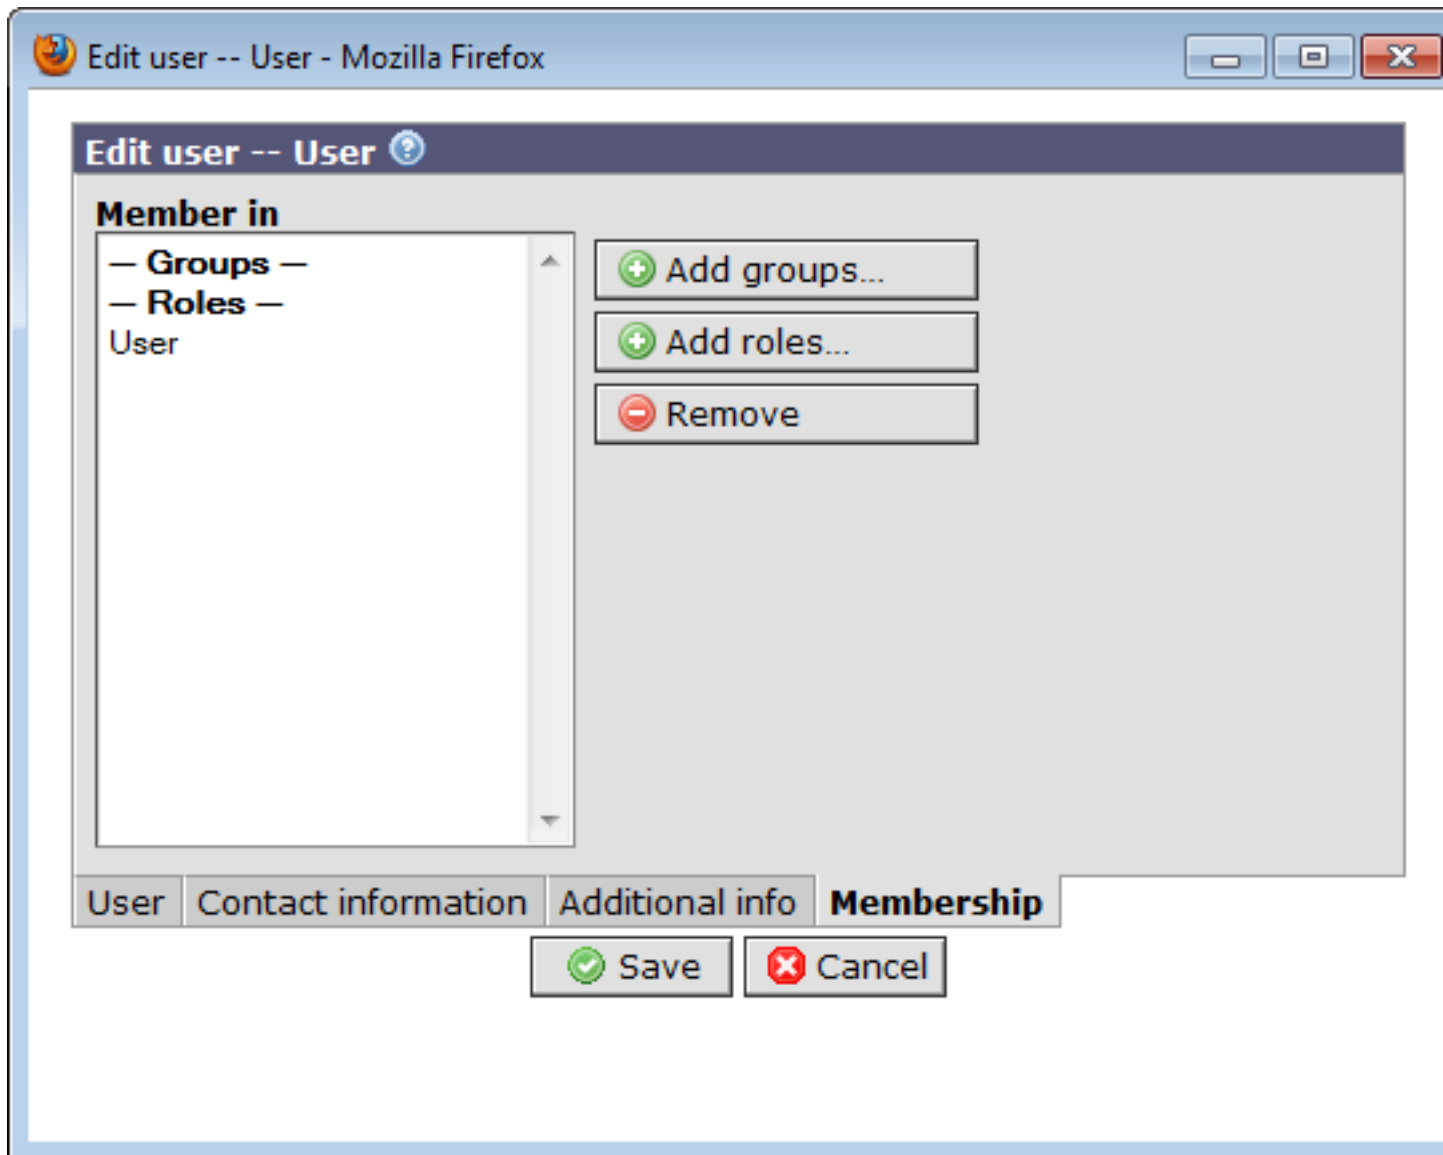 Edit user -- User - Mozilla Firefox
Edit user -- User
Member in
— Groups —
— Roles —
User
Add groups...
Add roles...
Remove
User
Contact information
Additional info
Membership
Save
Cancel